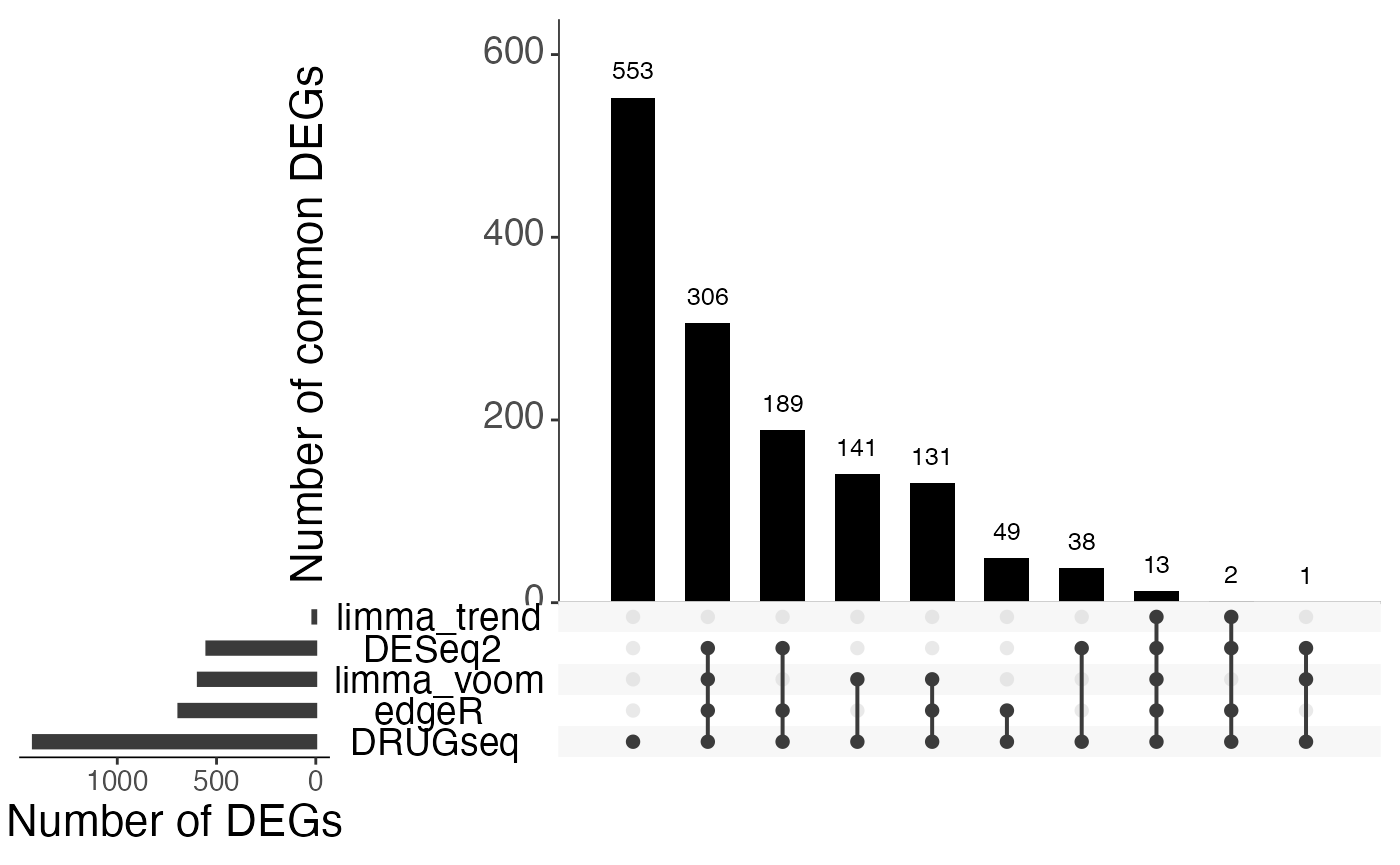 Number of common DEGs
600
400
200
0
553
306
189
141
131
49
38
13
2
1
limma_trend
DESeq2
limma_voom
edgeR
DRUGseq
1000 500 0
Number of DEGs